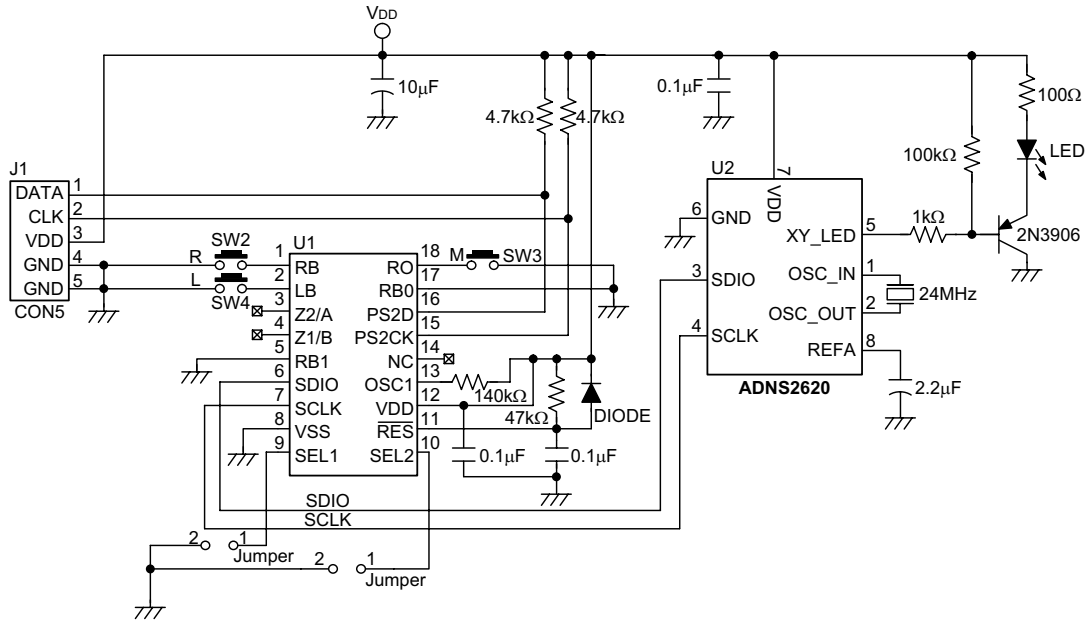 VDD
10µF
0.1µF
4.7kΩ
4.7kΩ
100Ω
LED
100kΩ
2N3906
1kΩ
J1
DATA 1
CLK 2
VDD 3
GND 4
GND 5
CON5
R
SW2
L
SW4
U1
1 RB
2 LB
3 Z2/A
4 Z1/B
5 RB1
6 SDIO
7 SCLK
8 VSS
9 SEL1
RO 18
RB0 17
PS2D 16
PS2CK 15
NC 14
OSC1 13
VDD 12
RES 11
SEL2 10
M
SW3
140kΩ
47kΩ
DIODE
0.1µF
0.1µF
U2
7
VDD
6 GND
3 SDIO
4 SCLK
XY_LED 5
OSC_IN 1
OSC_OUT 2
REFA 8
ADNS2620
24MHz
2.2µF
SDIO
SCLK
2 1
Jumper
2 1
Jumper